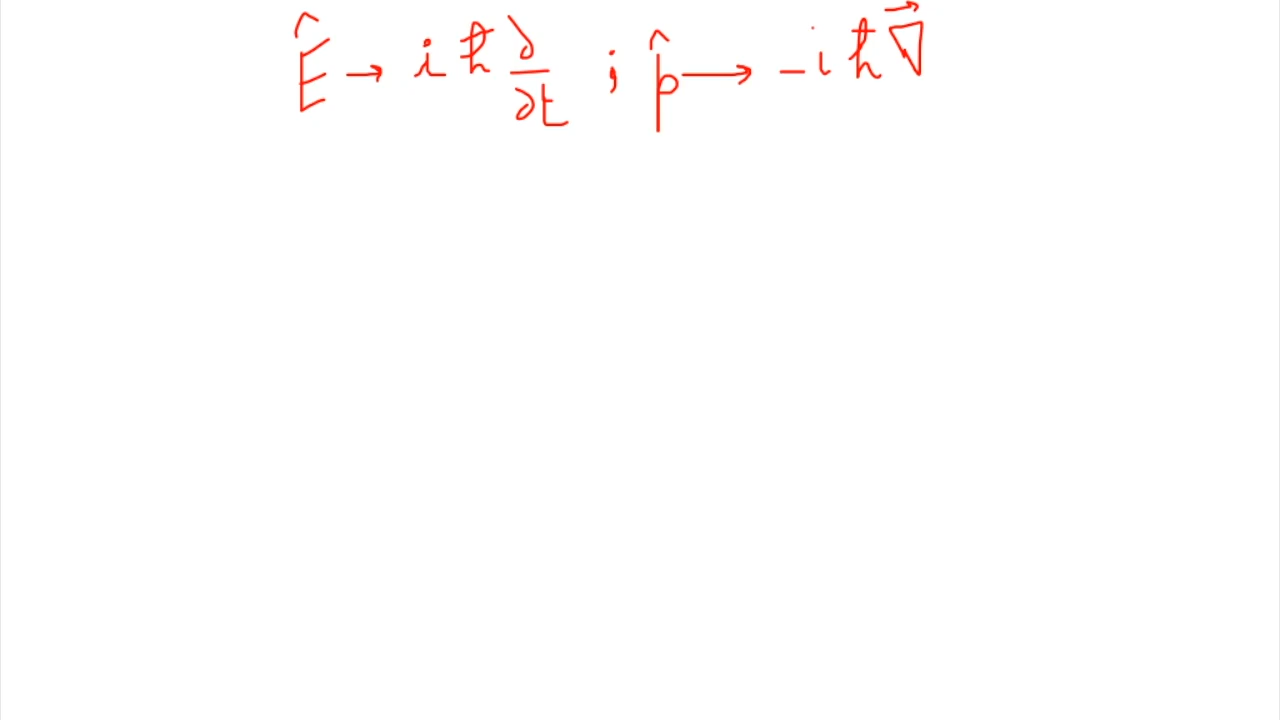 Ê → iħ ∂/∂t ; p̂ → -iħ∇⃗